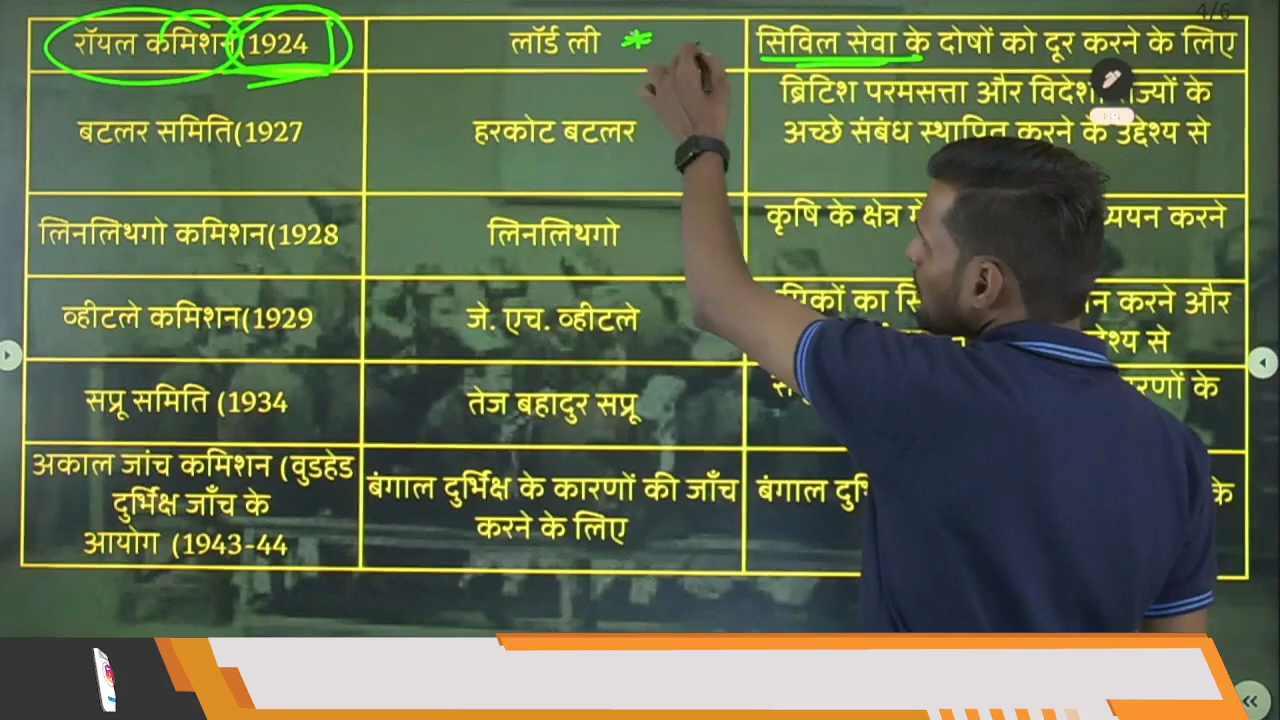 4/6
रॉयल कमिशन(1924
लॉर्ड ली
सिविल सेवा के दोषों को दूर करने के लिए
बटलर समिति(1927
हरकोट बटलर
ब्रिटिश परमसत्ता और के
अच्छे संबंध स्थापित करने के उद्देश्य से
लिनलिथगो कमिशन(1928
लिनलिथगो
कृषि के क्षेत्र करने
व्हीटले कमिशन(1929
जे. एच. व्हीटले
का करने और
से
सप्रू समिति (1934
तेज बहादुर सप्रू
के
अकाल जांच कमिशन (वुडहेड
दुर्भिक्ष जाँच के
आयोग (1943-44
बंगाल दुर्भिक्ष के कारणों की जाँच
करने के लिए
बंगाल